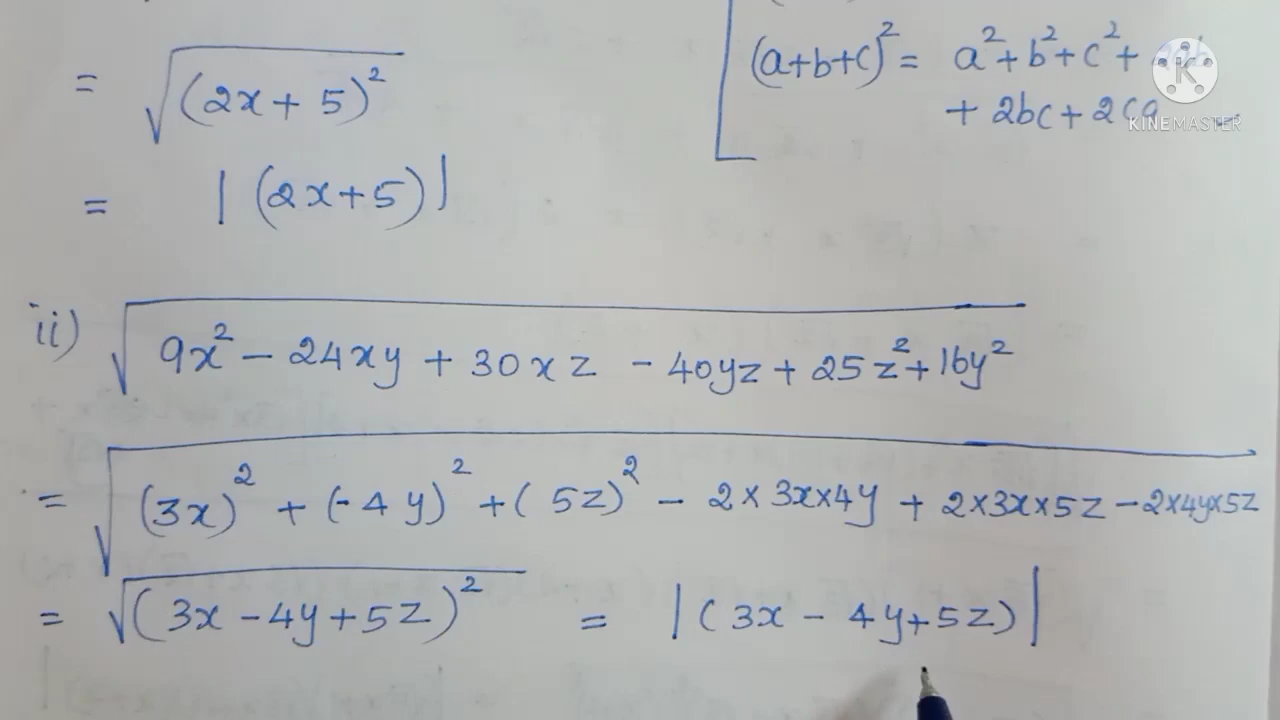 (a+b+c)² = a²+b²+c²+
+ 2bc + 2ca
KINEMASTER
= √(2x+5)²
= |(2x+5)|
ii) √9x² - 24xy + 30xz - 40yz + 25z² + 16y²
= √(3x)² + (-4y)² + (5z)² - 2×3x×4y + 2×3x×5z - 2×4y×5z
= √(3x-4y+5z)² = |(3x-4y+5z)|